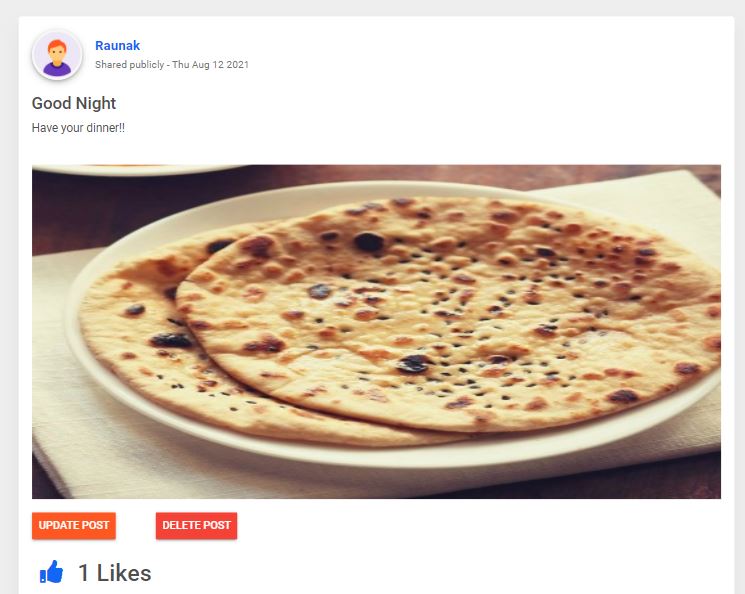 Raunak
Shared publicly - Thu Aug 12 2021
Good Night
Have your dinner!!
UPDATE POST
DELETE POST
1 Likes